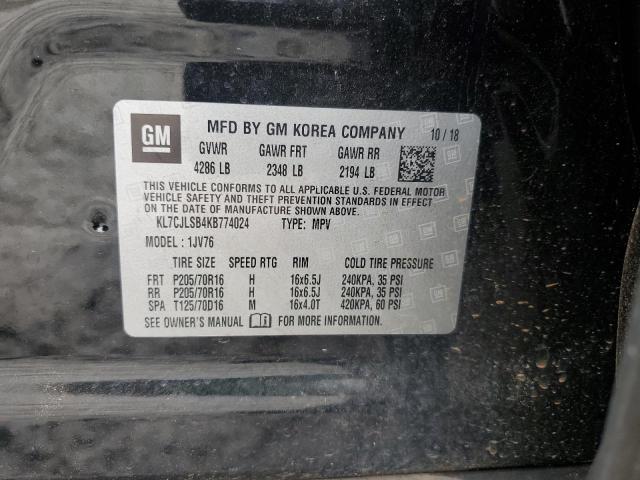 GM MFD BY GM KOREA COMPANY 10/18
GVWR GAWR FRT GAWR RR
4286 LB 2348 LB 2194 LB
THIS VEHICLE CONFORMS TO ALL APPLICABLE U.S. FEDERAL MOTOR
VEHICLE SAFETY AND THEFT PREVENTION STANDARDS IN EFFECT
ON THE DATE OF MANUFACTURE SHOWN ABOVE.
KL7CJLSB4KB774024 TYPE: MPV
MODEL : 1JV76
TIRE SIZE SPEED RTG RIM COLD TIRE PRESSURE
FRT P205/70R16 H 16x6.5J 240KPA, 35 PSI
RR P205/70R16 H 16x6.5J 240KPA, 35 PSI
SPA T125/70D16 M 16x4.0T 420KPA, 60 PSI
SEE OWNER'S MANUAL FOR MORE INFORMATION.